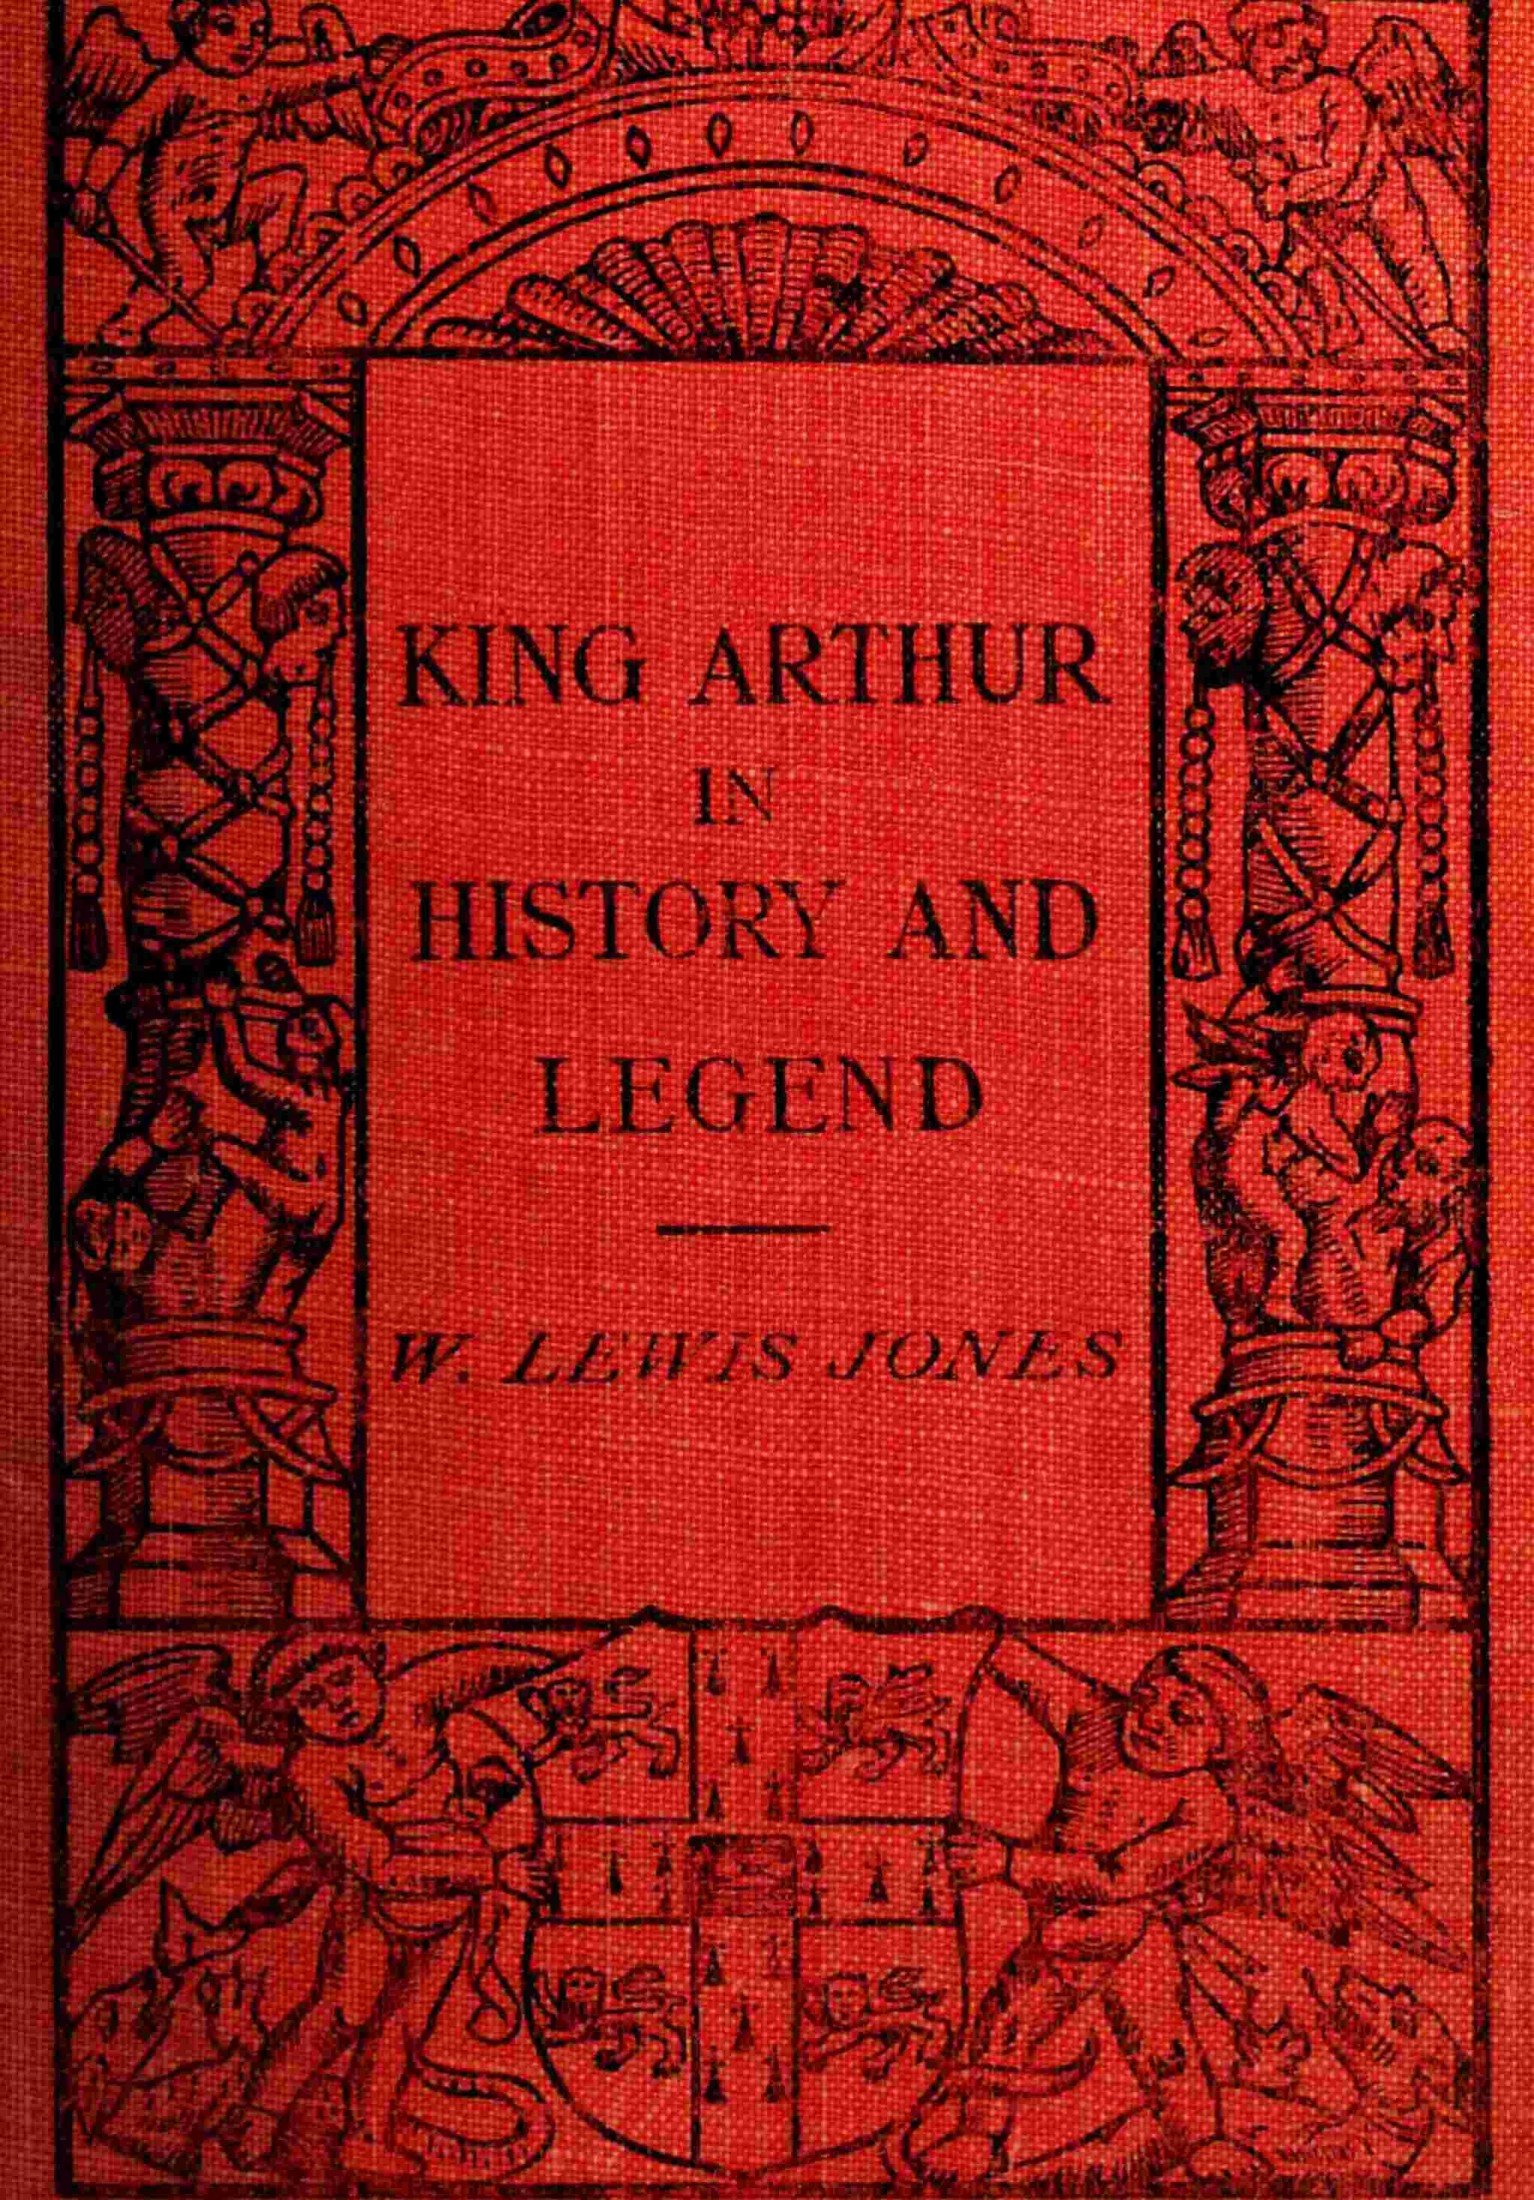 KING ARTHUR
IN
HISTORY AND
LEGEND
W. LEWIS JONES